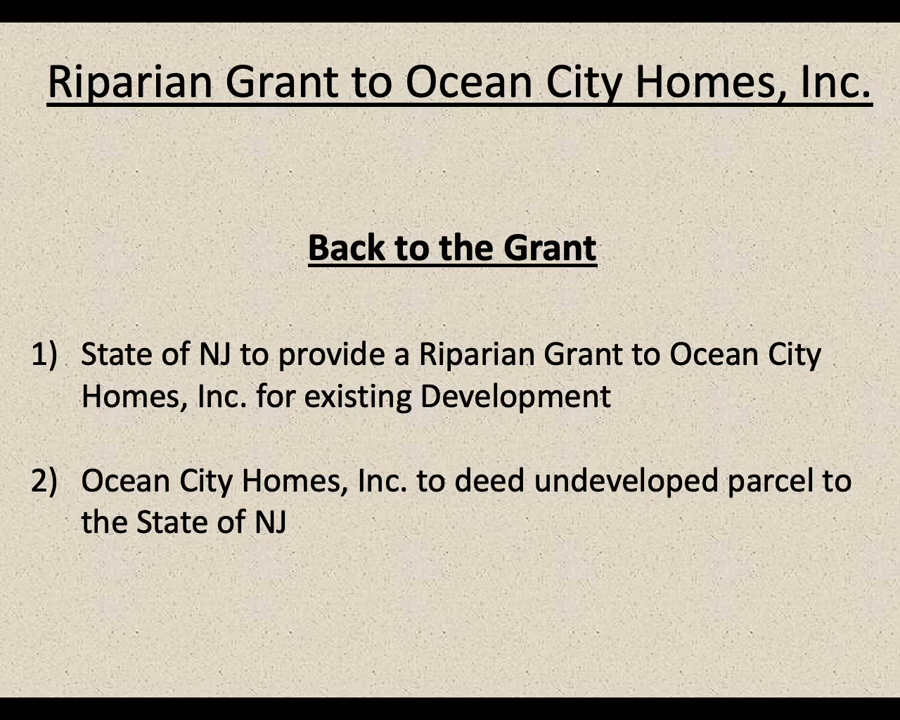 Riparian Grant to Ocean City Homes, Inc.
Back to the Grant
1) State of NJ to provide a Riparian Grant to Ocean City
Homes, Inc. for existing Development
2) Ocean City Homes, Inc. to deed undeveloped parcel to
the State of NJ